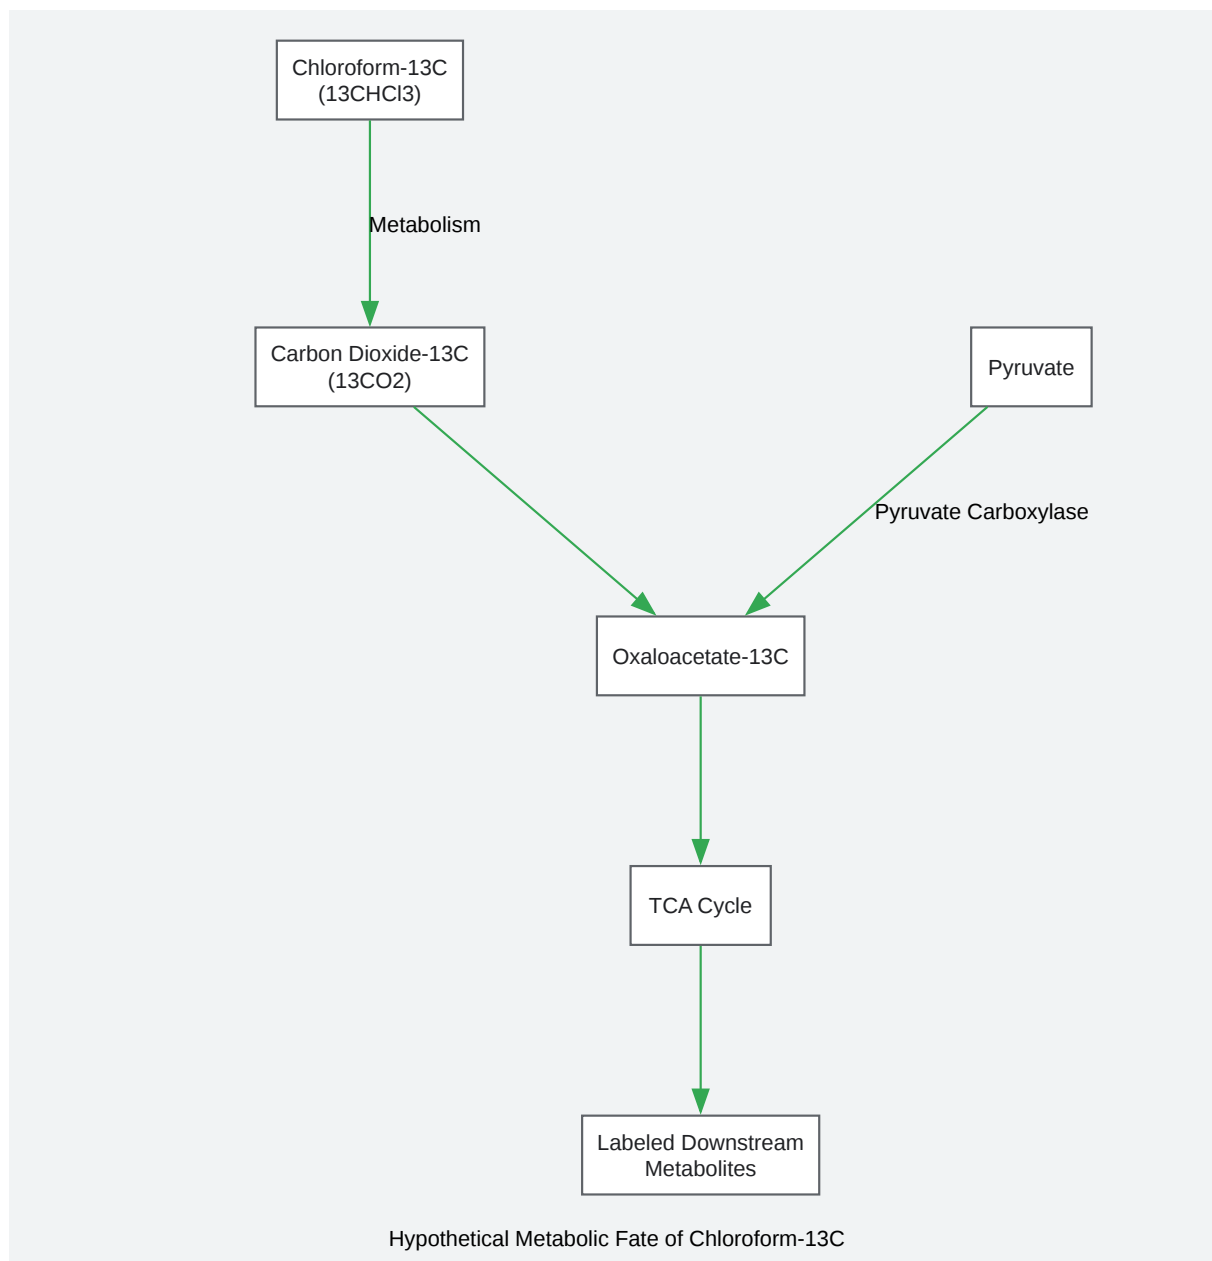 Chloroform-13C
(13CHCl3)
Metabolism
Carbon Dioxide-13C
(13CO2)
Pyruvate
Pyruvate Carboxylase
Oxaloacetate-13C
TCA Cycle
Labeled Downstream
Metabolites
Hypothetical Metabolic Fate of Chloroform-13C